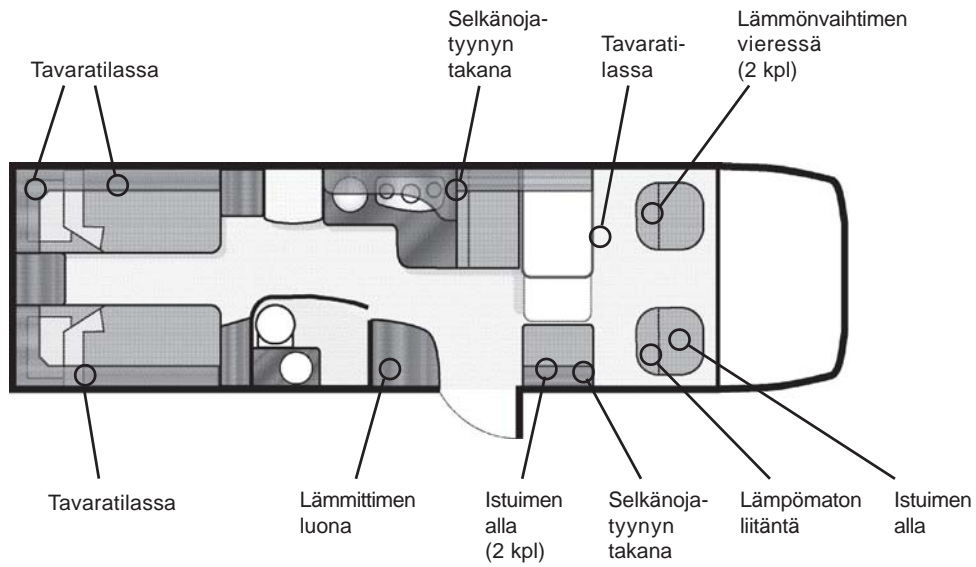 Selkänoja-
tyynyn
takana
Lämmönvaihtimen
vieressä
(2 kpl)
Tavarati-
lassa
Tavaratilassa
Tavaratilassa
Lämmittimen
luona
Istuimen
alla
(2 kpl)
Selkänoja-
tyynyn
takana
Lämpömaton
liitäntä
Istuimen
alla